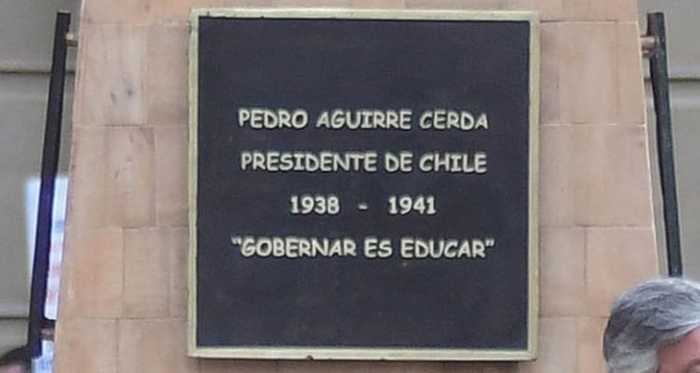 PEDRO AGUIRRE CERDA
PRESIDENTE DE CHILE
1938 - 1941
"GOBERNAR ES EDUCAR"